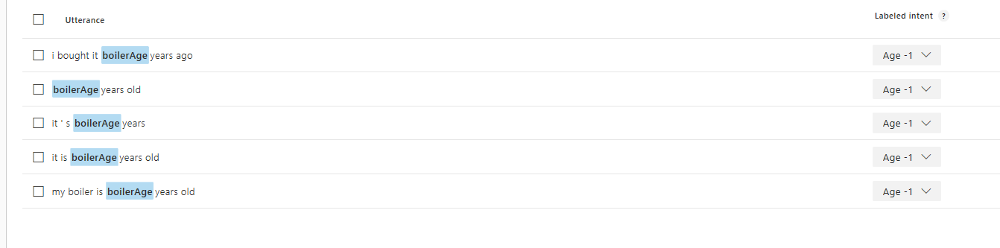 Utterance
Labeled intent ?
i bought it boilerAge years ago Age -1
boilerAge years old Age -1
it ' s boilerAge years Age -1
it is boilerAge years old Age -1
my boiler is boilerAge years old Age -1